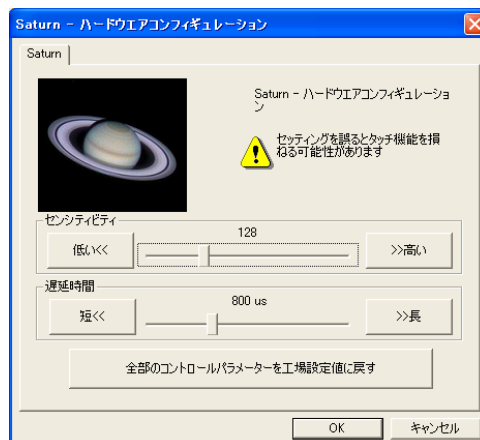 Saturn - ハードウエアコンフィギュレーション
Saturn
Saturn - ハードウエアコンフィギュレーショ
ン
セッティングを誤るとタッチ機能を損
ねる可能性があります
センシティビティ
128
低い<<
>>高い
遅延時間
800 us
短<<
>>長
全部のコントロールパラメーターを工場設定値に戻す
OK
キャンセル